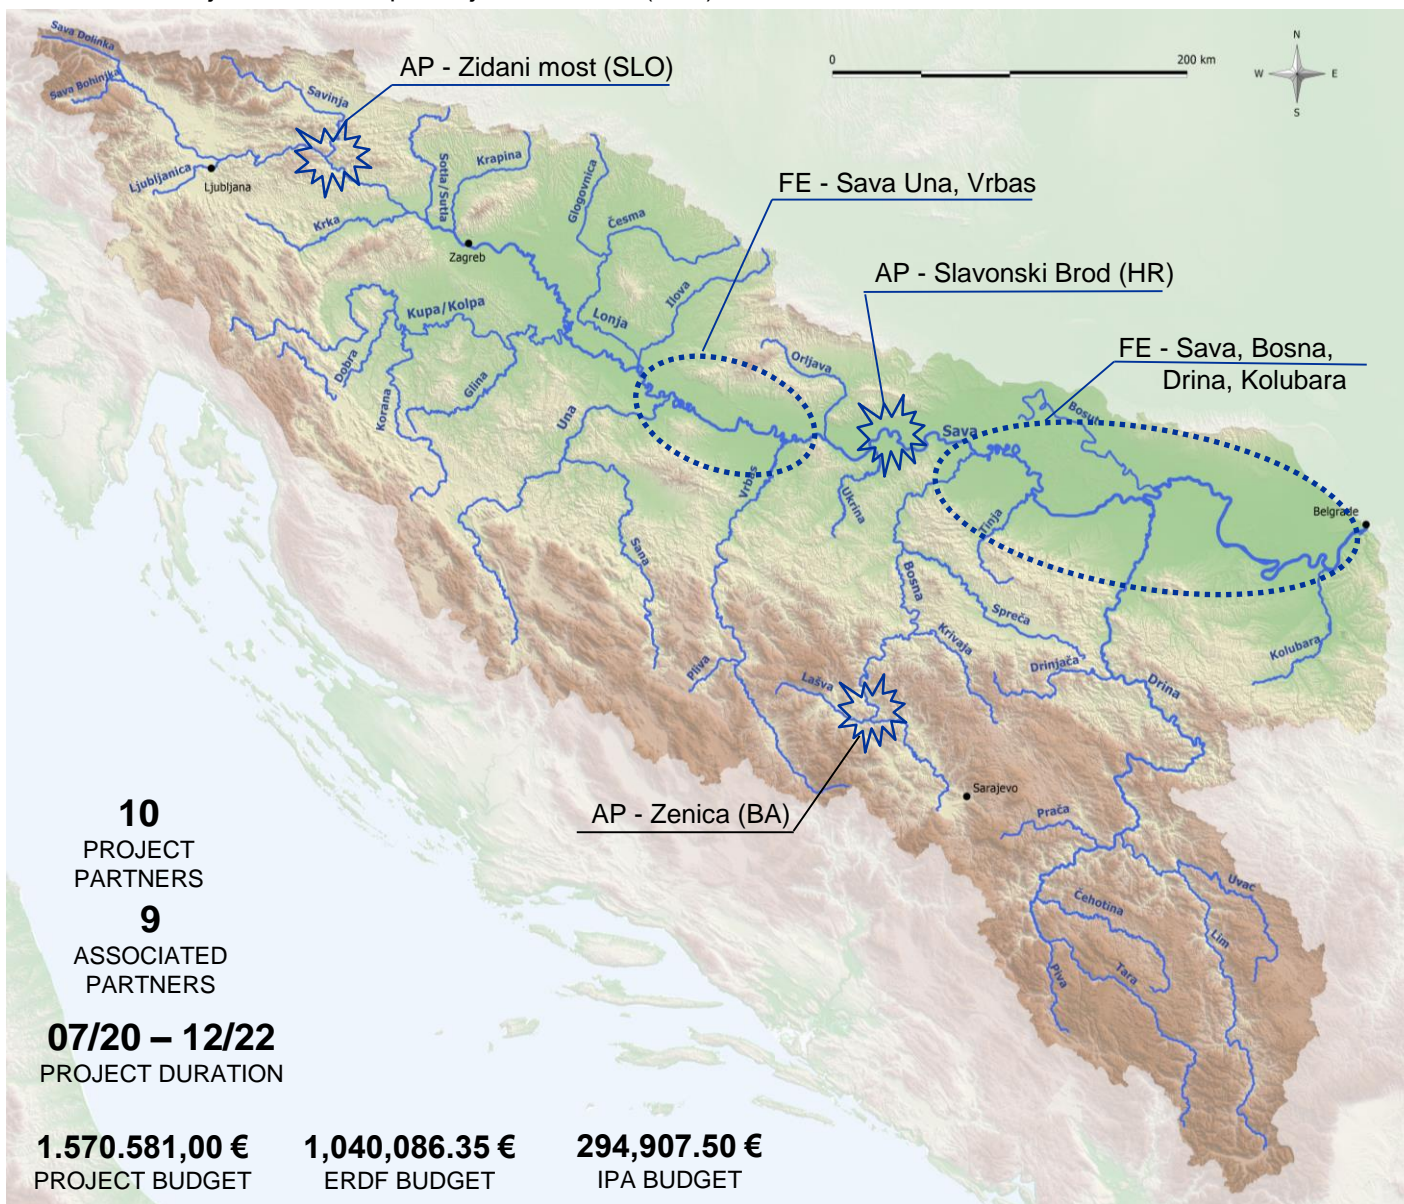 Sava Dolinka
Sava Bohinjka
Savinja
AP - Zidani most (SLO)
0
200 km
N
W
E
S
Ljubljanica
Ljubljana
Sotla/Sutla
Krapina
Glogovnica
Česma
FE - Sava Una, Vrbas
Krka
Zagreb
Ilova
AP - Slavonski Brod (HR)
Kupa/Kolpa
Lonja
Dobra
Korana
Glina
Orljava
FE - Sava, Bosna,
Drina, Kolubara
Una
Sava
Bosut
Vrbas
Ukrina
Tinja
Belgrade
Sana
Bosna
Spreča
Krivaja
Drinjača
Drina
Kolubara
Pliva
Lašva
AP - Zenica (BA)
Sarajevo
Prača
Uvac
Čehotina
Lim
Piva
Tara
10
PROJECT
PARTNERS
9
ASSOCIATED
PARTNERS
07/20 – 12/22
PROJECT DURATION
1.570.581,00 €
PROJECT BUDGET
1,040,086.35 €
ERDF BUDGET
294,907.50 €
IPA BUDGET